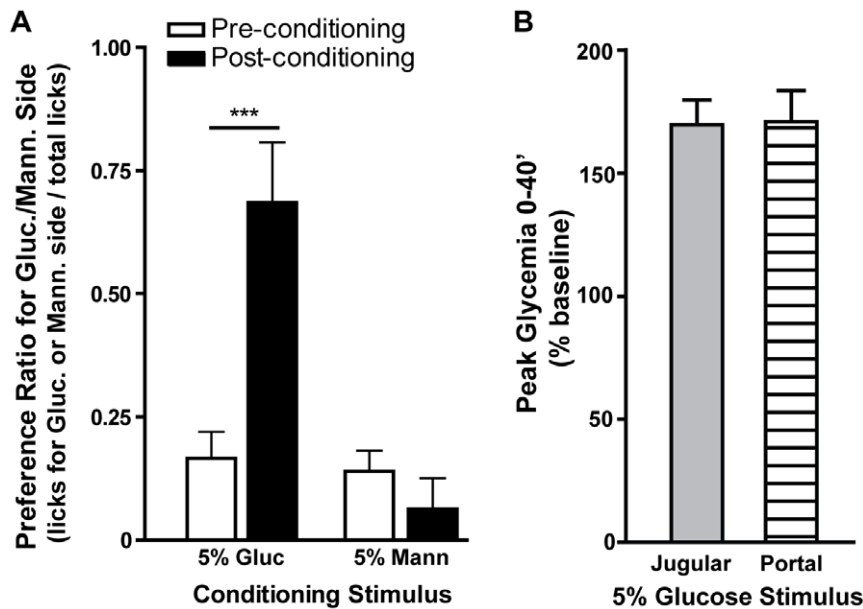 A
Pre-conditioning
Post-conditioning
Preference Ratio for Gluc./Mann. Side
(licks for Gluc. or Mann. side / total licks)
1.00
0.75
0.50
0.25
0
***
5% Gluc
5% Mann
Conditioning Stimulus
B
Peak Glycemia 0-40’
(% baseline)
200
150
100
50
0
Jugular
Portal
5% Glucose Stimulus